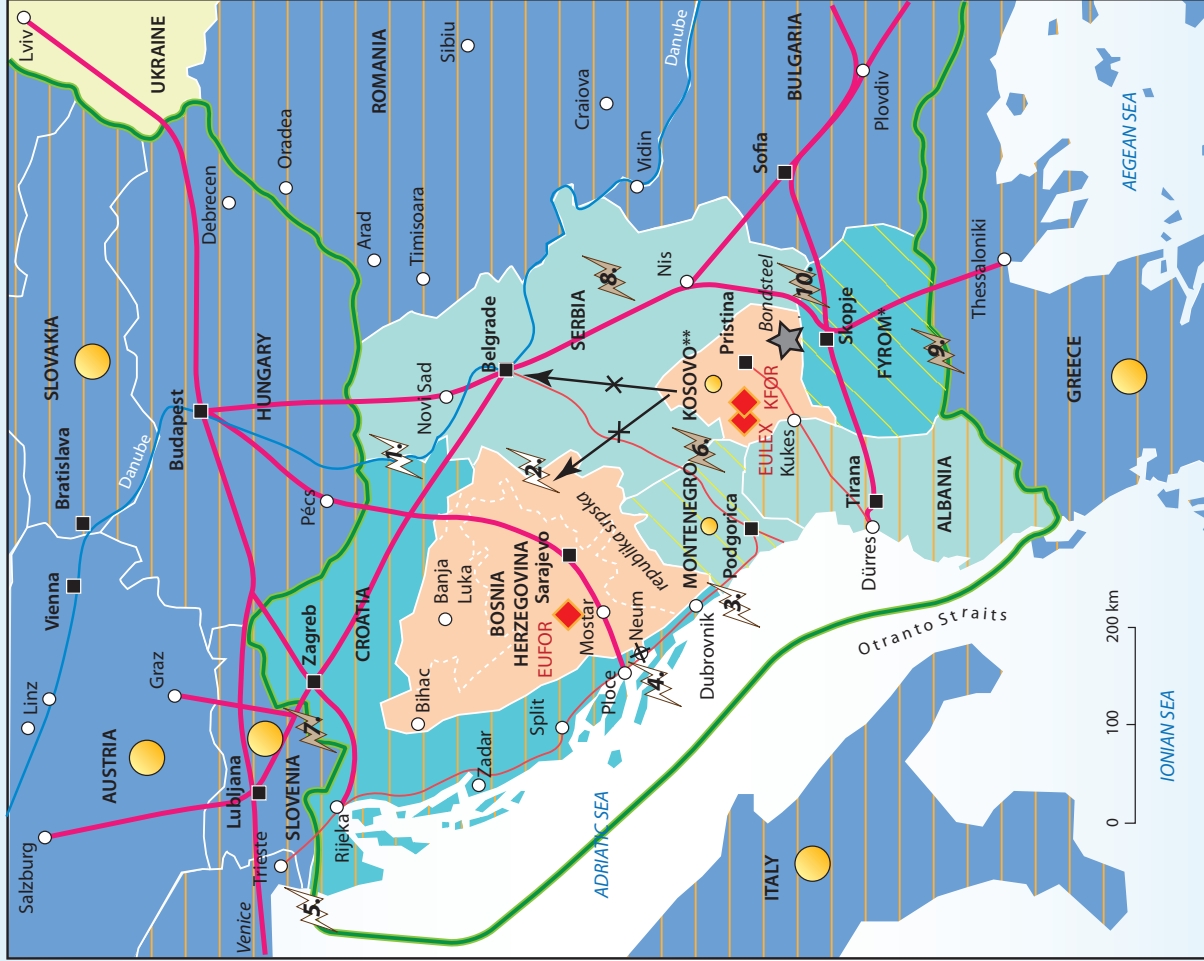 Lviv
UKRAINE
Linz
Vienna
Bratislava
SLOVAKIA
Salzburg
AUSTRIA
Graz
Danube
Budapest
Debrecen
Oradea
HUNGARY
ROMANIA
Sibiu
Venice
Trieste
Lubljana
SLOVENIA
7.
Zagreb
Pécs
Arad
Timisoara
5.
Rijeka
CROATIA
1.
Novi Sad
Belgrade
Danube
Craiova
Vidin
Bihac
Banja
Luka
BOSNIA
HERZEGOVINA
Sarajevo
EUFOR
2.
republika srpska
SERBIA
8.
Zadar
Split
Mostar
Ploce
Neum
4.
Nis
Sofia
BULGARIA
Plovdiv
ADRIATIC SEA
Dubrovnik
3.
MONTENEGRO
Podgorica
6.
KOSOVO**
Pristina
Bondsteel
EULEX
KFOR
Kukes
10.
Skopje
FYROM*
9.
Tirana
Dürres
ALBANIA
Otranto Straits
Thessaloniki
GREECE
AEGEAN SEA
ITALY
IONIAN SEA
0 100 200 km